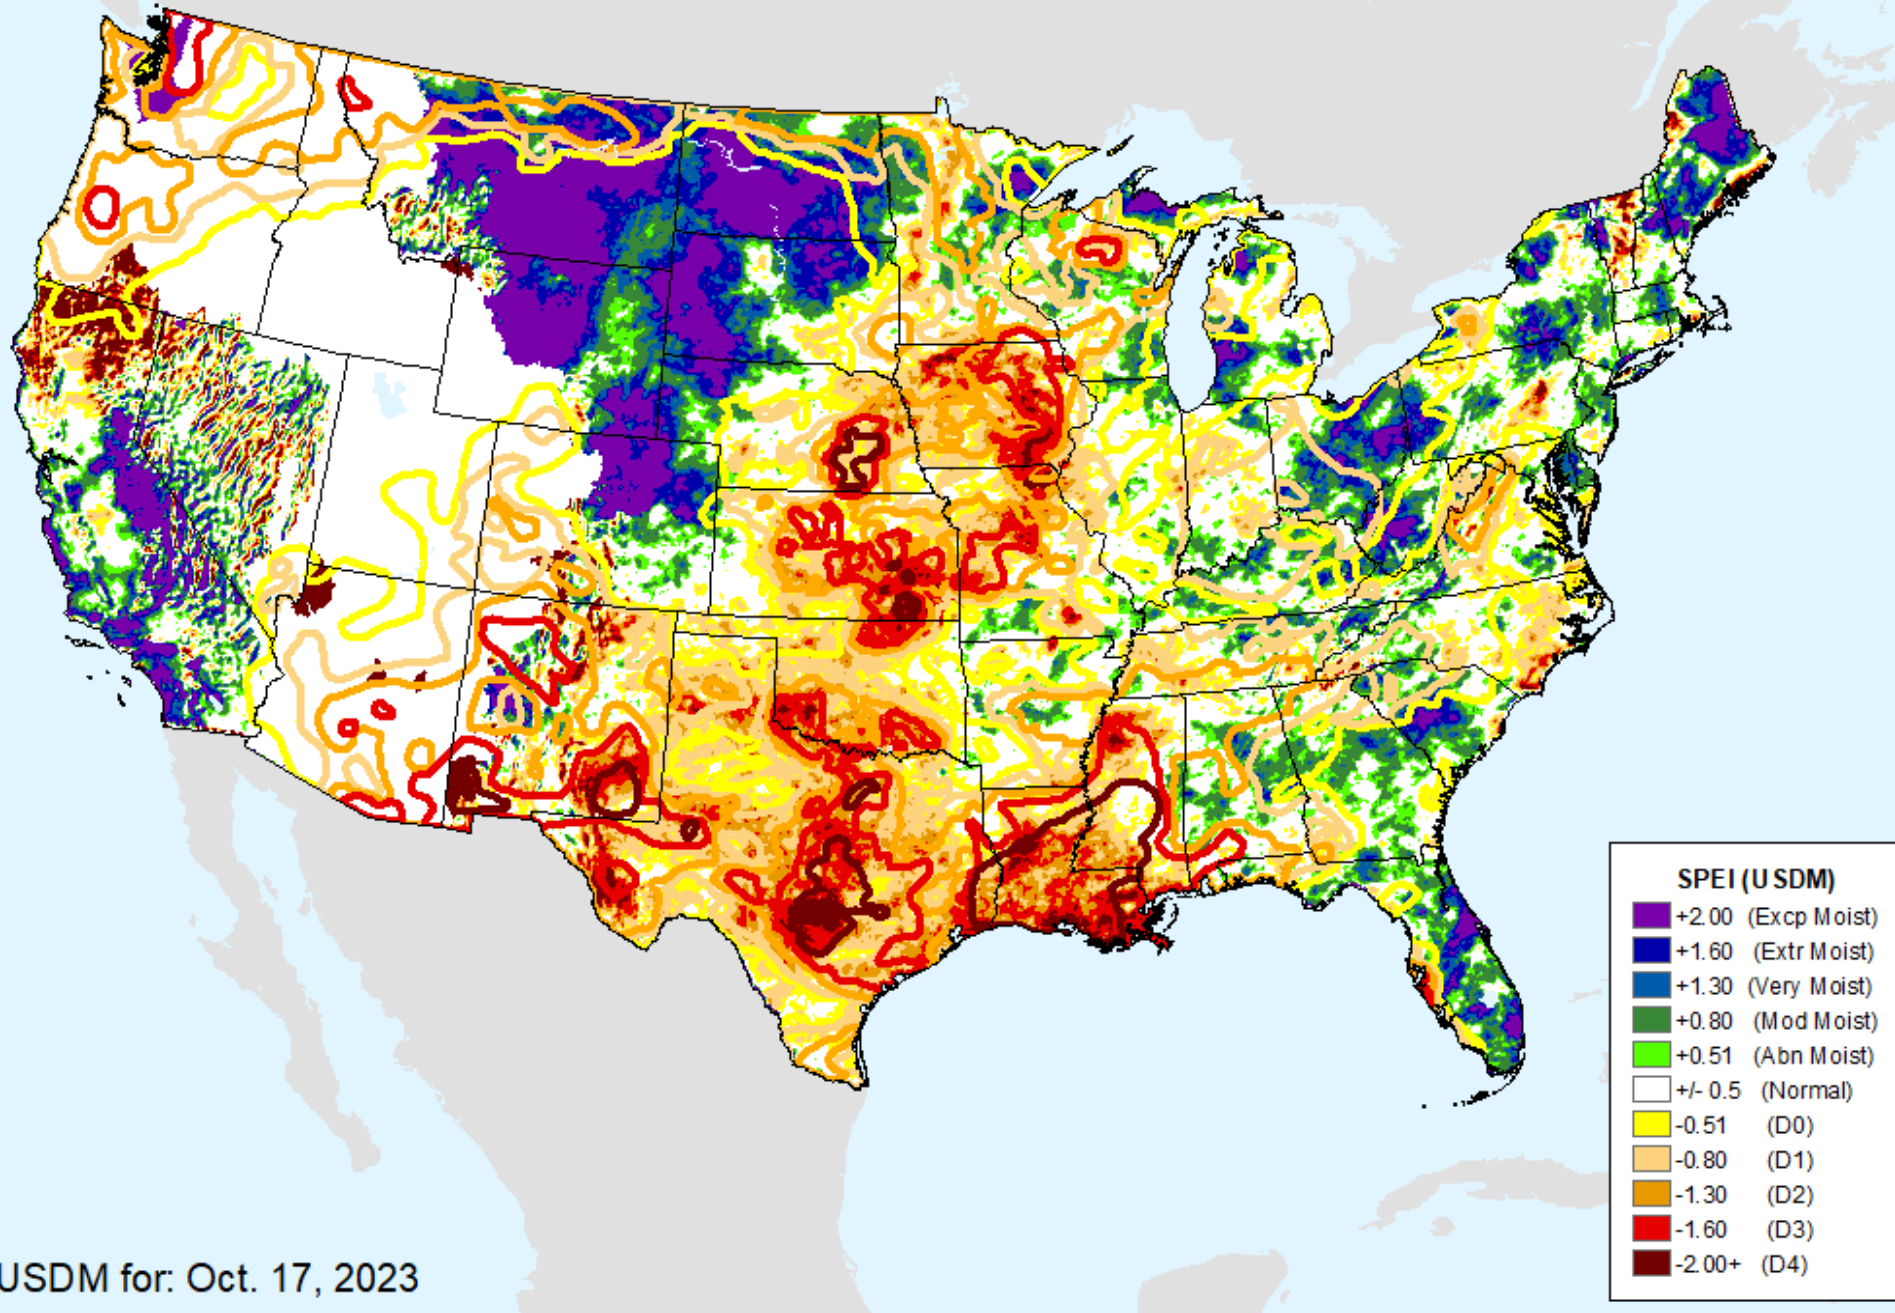 SPEI (USDM)
+2.00 (Excp Moist)
+1.60 (Extr Moist)
+1.30 (Very Moist)
+0.80 (Mod Moist)
+0.51 (Abn Moist)
+/- 0.5 (Normal)
-0.51 (D0)
-0.80 (D1)
-1.30 (D2)
-1.60 (D3)
-2.00+ (D4)
USDM for: Oct. 17, 2023